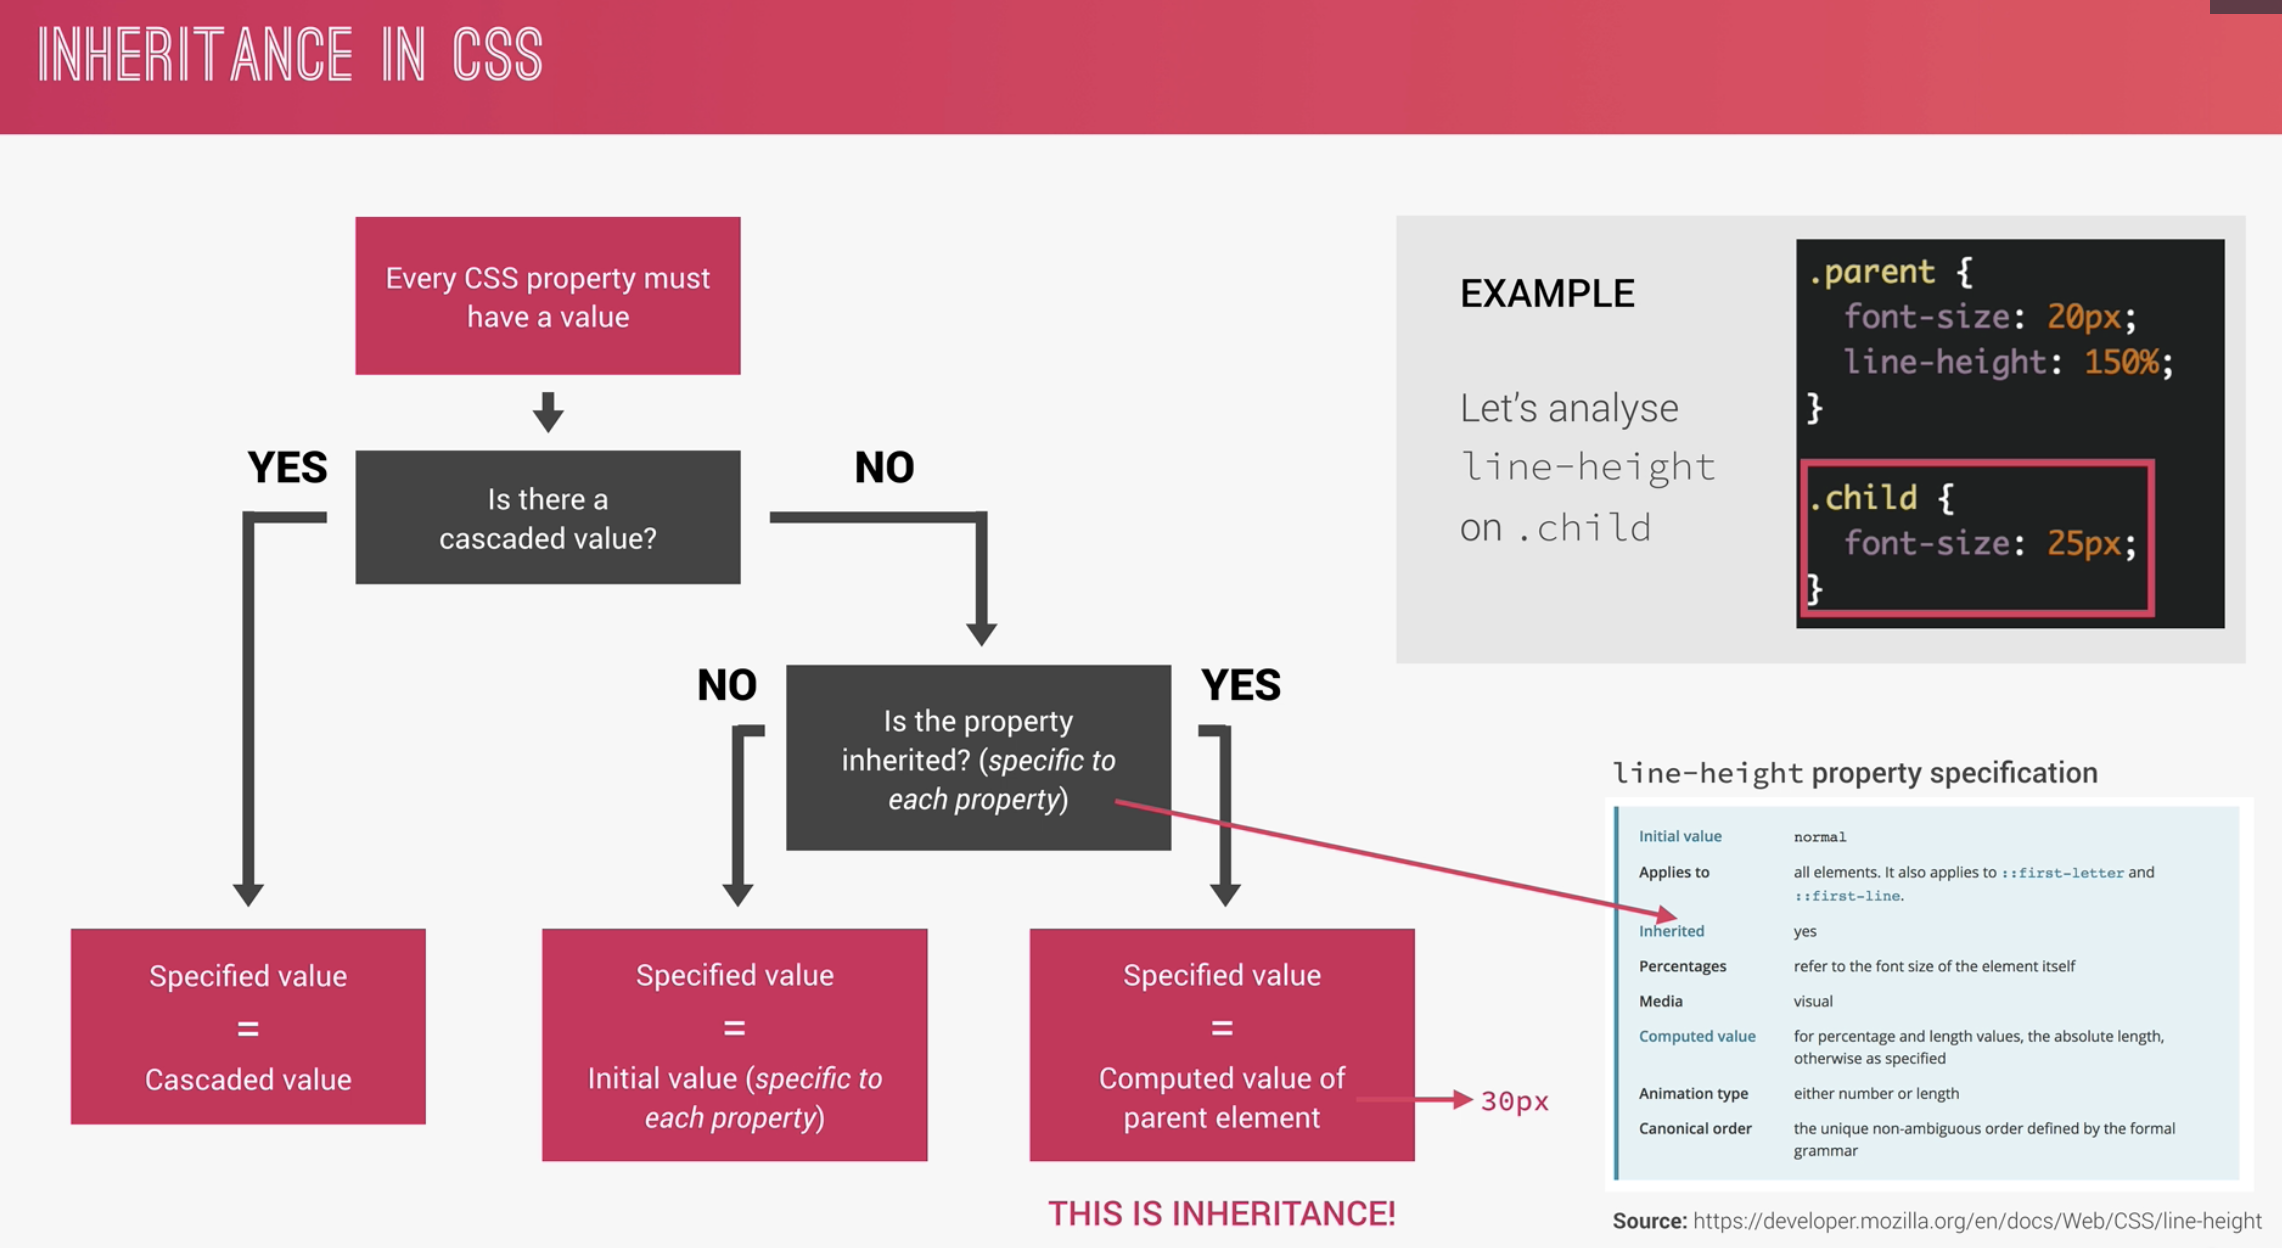 INHERITANCE IN CSS
Every CSS property must
have a value
YES
Is there a
cascaded value?
NO
NO
Is the property
inherited? (specific to
each property)
YES
Specified value
=
Cascaded value
Specified value
=
Initial value (specific to
each property)
Specified value
=
Computed value of
parent element
30px
THIS IS INHERITANCE!
EXAMPLE
Let's analyse
line-height
on .child
.parent {
font-size: 20px;
line-height: 150%;
}
.child {
font-size: 25px;
}
line-height property specification
Initial value normal
Applies to all elements. It also applies to ::first-letter and
::first-line.
Inherited yes
Percentages refer to the font size of the element itself
Media visual
Computed value for percentage and length values, the absolute length,
otherwise as specified
Animation type either number or length
Canonical order the unique non-ambiguous order defined by the formal
grammar
Source: https://developer.mozilla.org/en/docs/Web/CSS/line-height